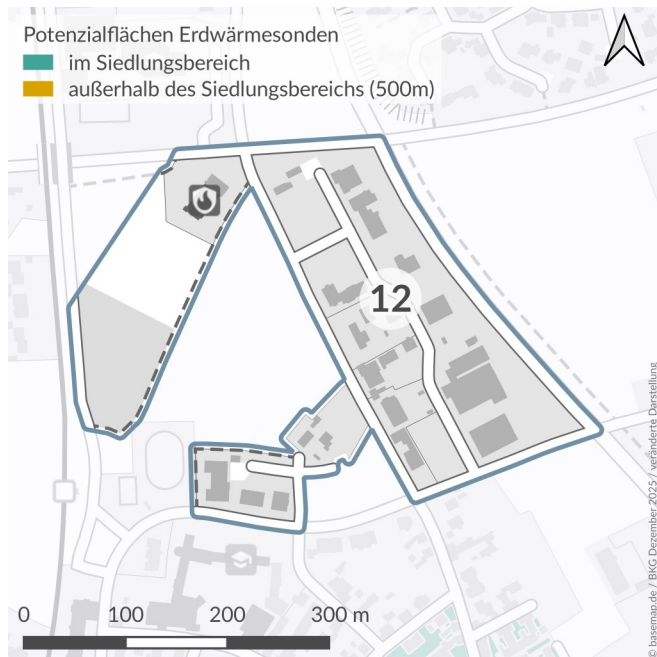 Potenzialflächen Erdwärmesonden
im Siedlungsbereich
außerhalb des Siedlungsbereichs (500m)
12
0 100 200 300 m
© basemap.de / BKG Dezember 2025 / veränderte Darstellung